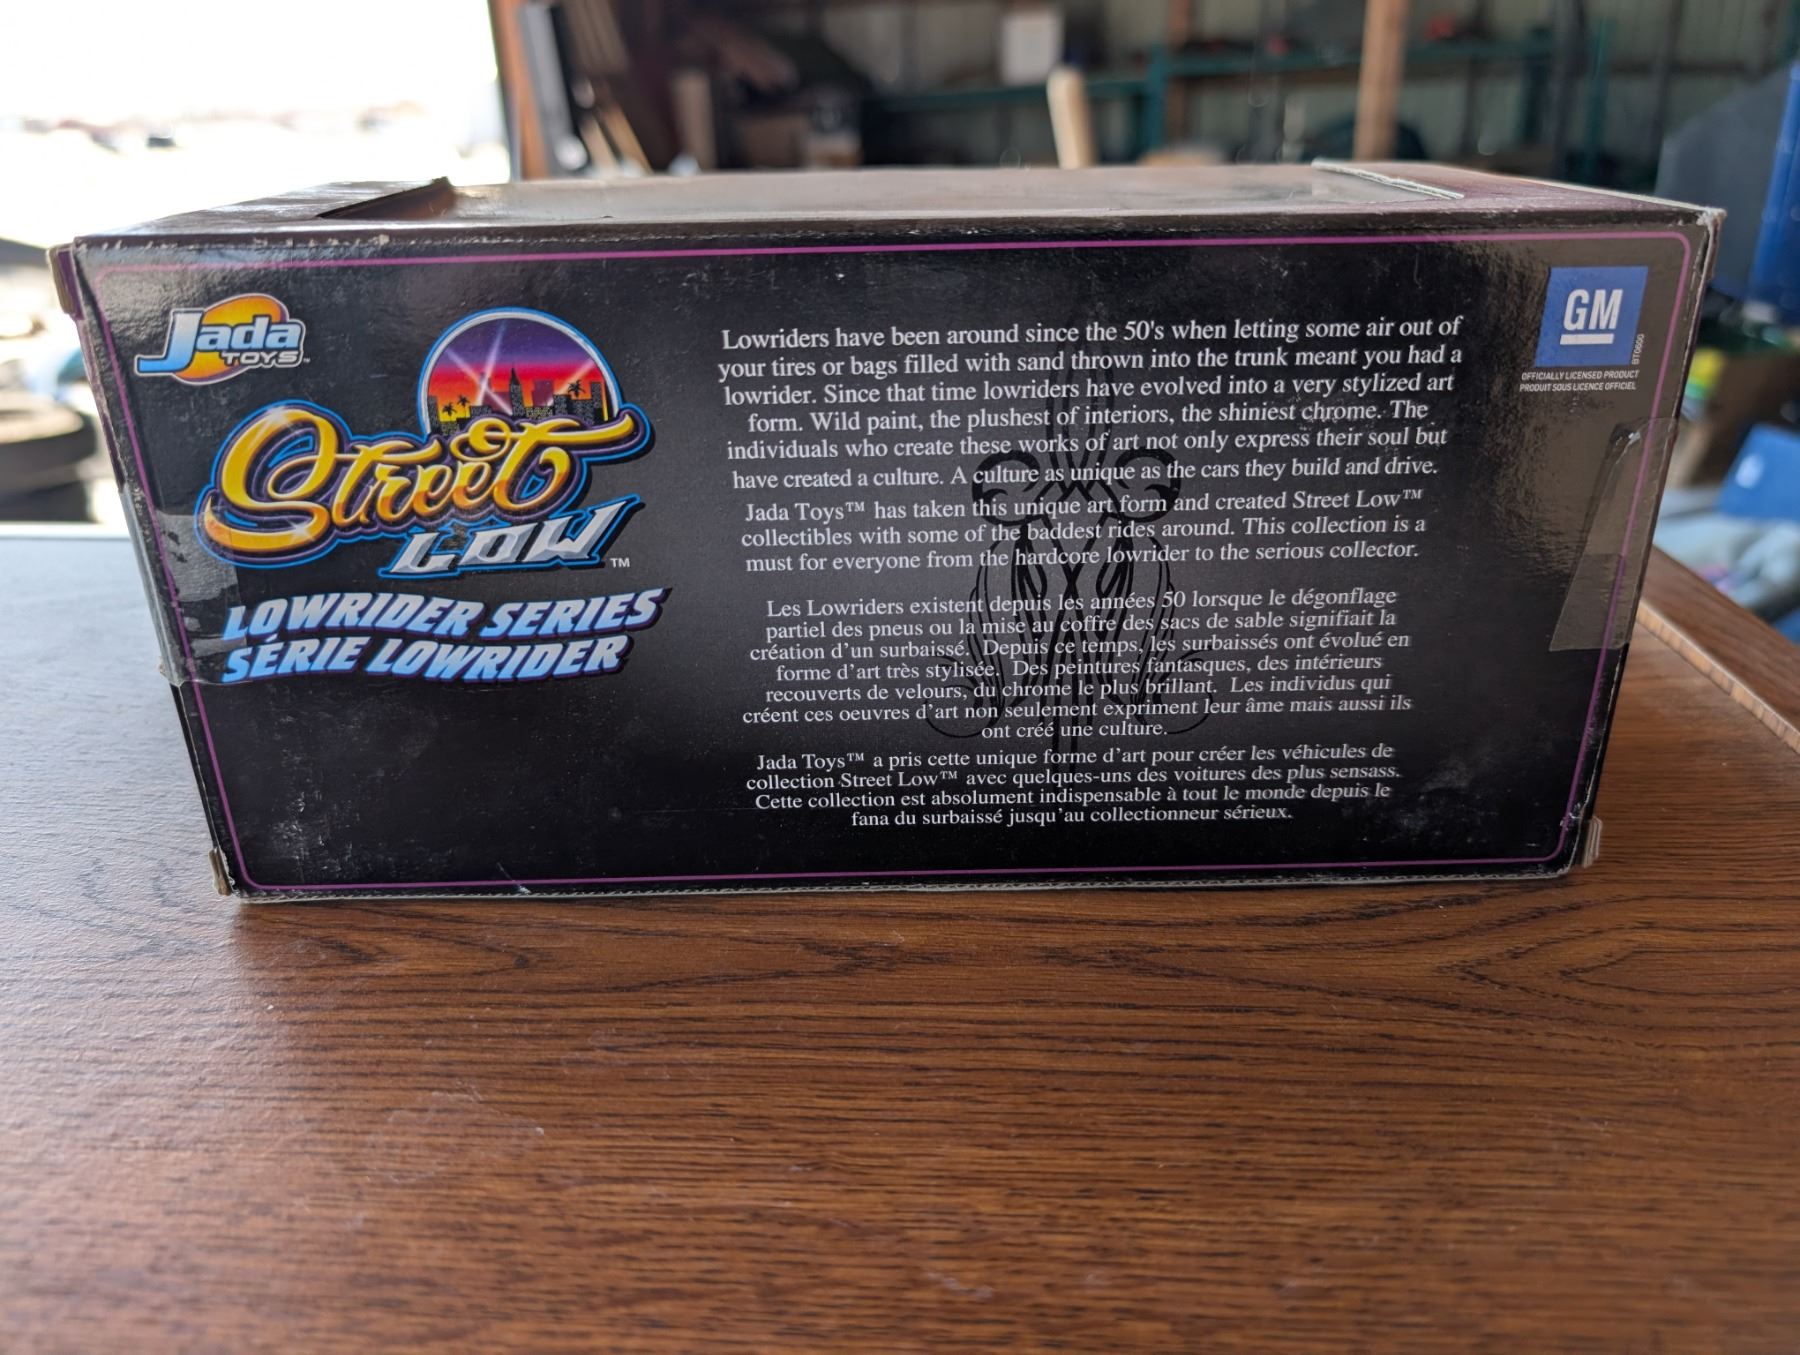 Jada
TOYS™
Street
LOW™
LOWRIDER SERIES
SÉRIE LOWRIDER
Lowriders have been around since the 50's when letting some air out of
your tires or bags filled with sand thrown into the trunk meant you had a
lowrider. Since that time lowriders have evolved into a very stylized art
form. Wild paint, the plushest of interiors, the shiniest chrome. The
individuals who create these works of art not only express their soul but
have created a culture. A culture as unique as the cars they build and drive.
Jada Toys™ has taken this unique art form and created Street Low™
collectibles with some of the baddest rides around. This collection is a
must for everyone from the hardcore lowrider to the serious collector.
Les Lowriders existent depuis les années 50 lorsque le dégonflage
partiel des pneus ou la mise au coffre des sacs de sable signifiait la
création d'un surbaissé. Depuis ce temps, les surbaissés ont évolué en
forme d'art très stylisée. Des peintures fantasques, des intérieurs
recouverts de velours, du chrome le plus brillant. Les individus qui
créent ces oeuvres d'art non seulement expriment leur âme mais aussi ils
ont créé une culture.
Jada Toys™ a pris cette unique forme d'art pour créer les véhicules de
collection Street Low™ avec quelques-uns des voitures des plus sensass.
Cette collection est absolument indispensable à tout le monde depuis le
fana du surbaissé jusqu'au collectionneur sérieux.
GM
OFFICIALLY LICENSED PRODUCT
PRODUIT SOUS LICENCE OFFICIEL